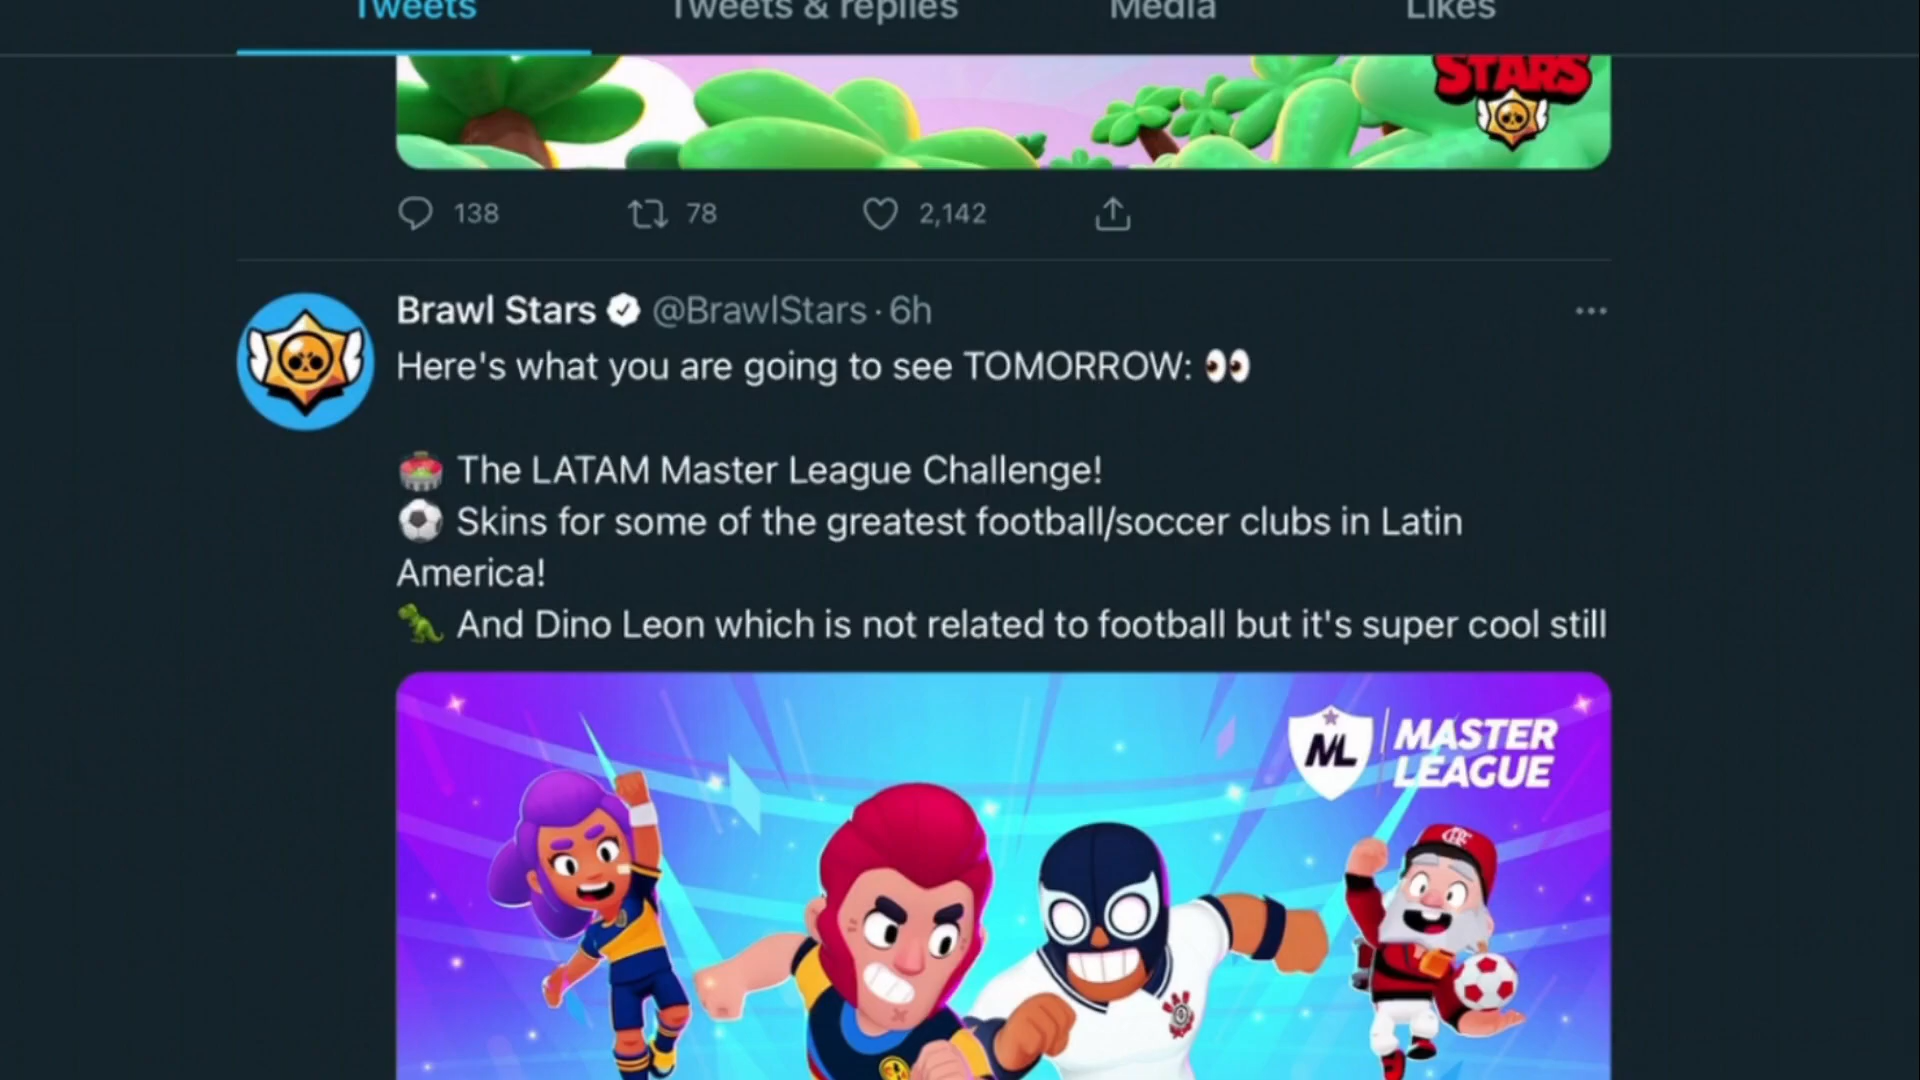 Tweets Tweets & replies Media Likes
STARS
138 78 2,142
Brawl Stars @BrawlStars · 6h
Here's what you are going to see TOMORROW: 👀
The LATAM Master League Challenge!
⚽ Skins for some of the greatest football/soccer clubs in Latin
America!
🦖 And Dino Leon which is not related to football but it's super cool still
ML MASTER
LEAGUE